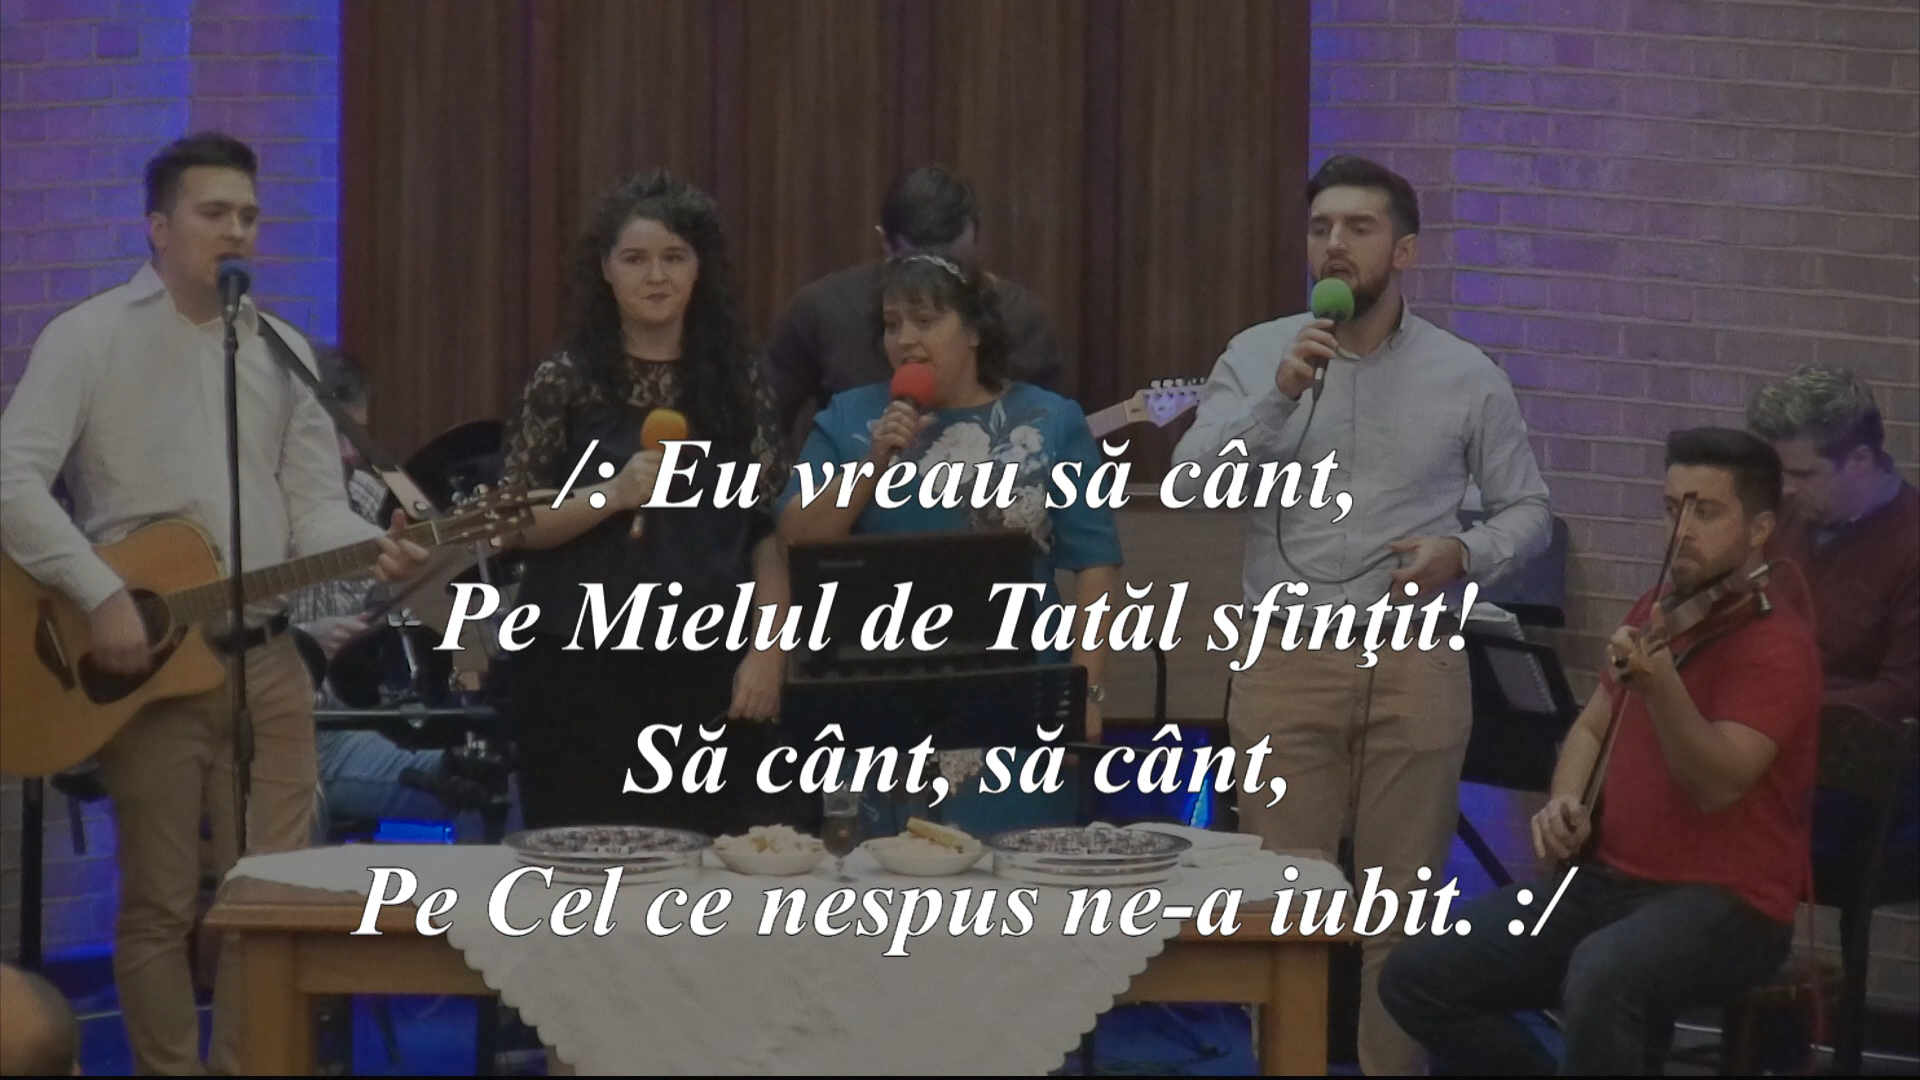 /: Eu vreau să cânt,
Pe Mielul de Tatăl sfinţit!
Să cânt, să cânt,
Pe Cel ce nespus ne-a iubit. :/